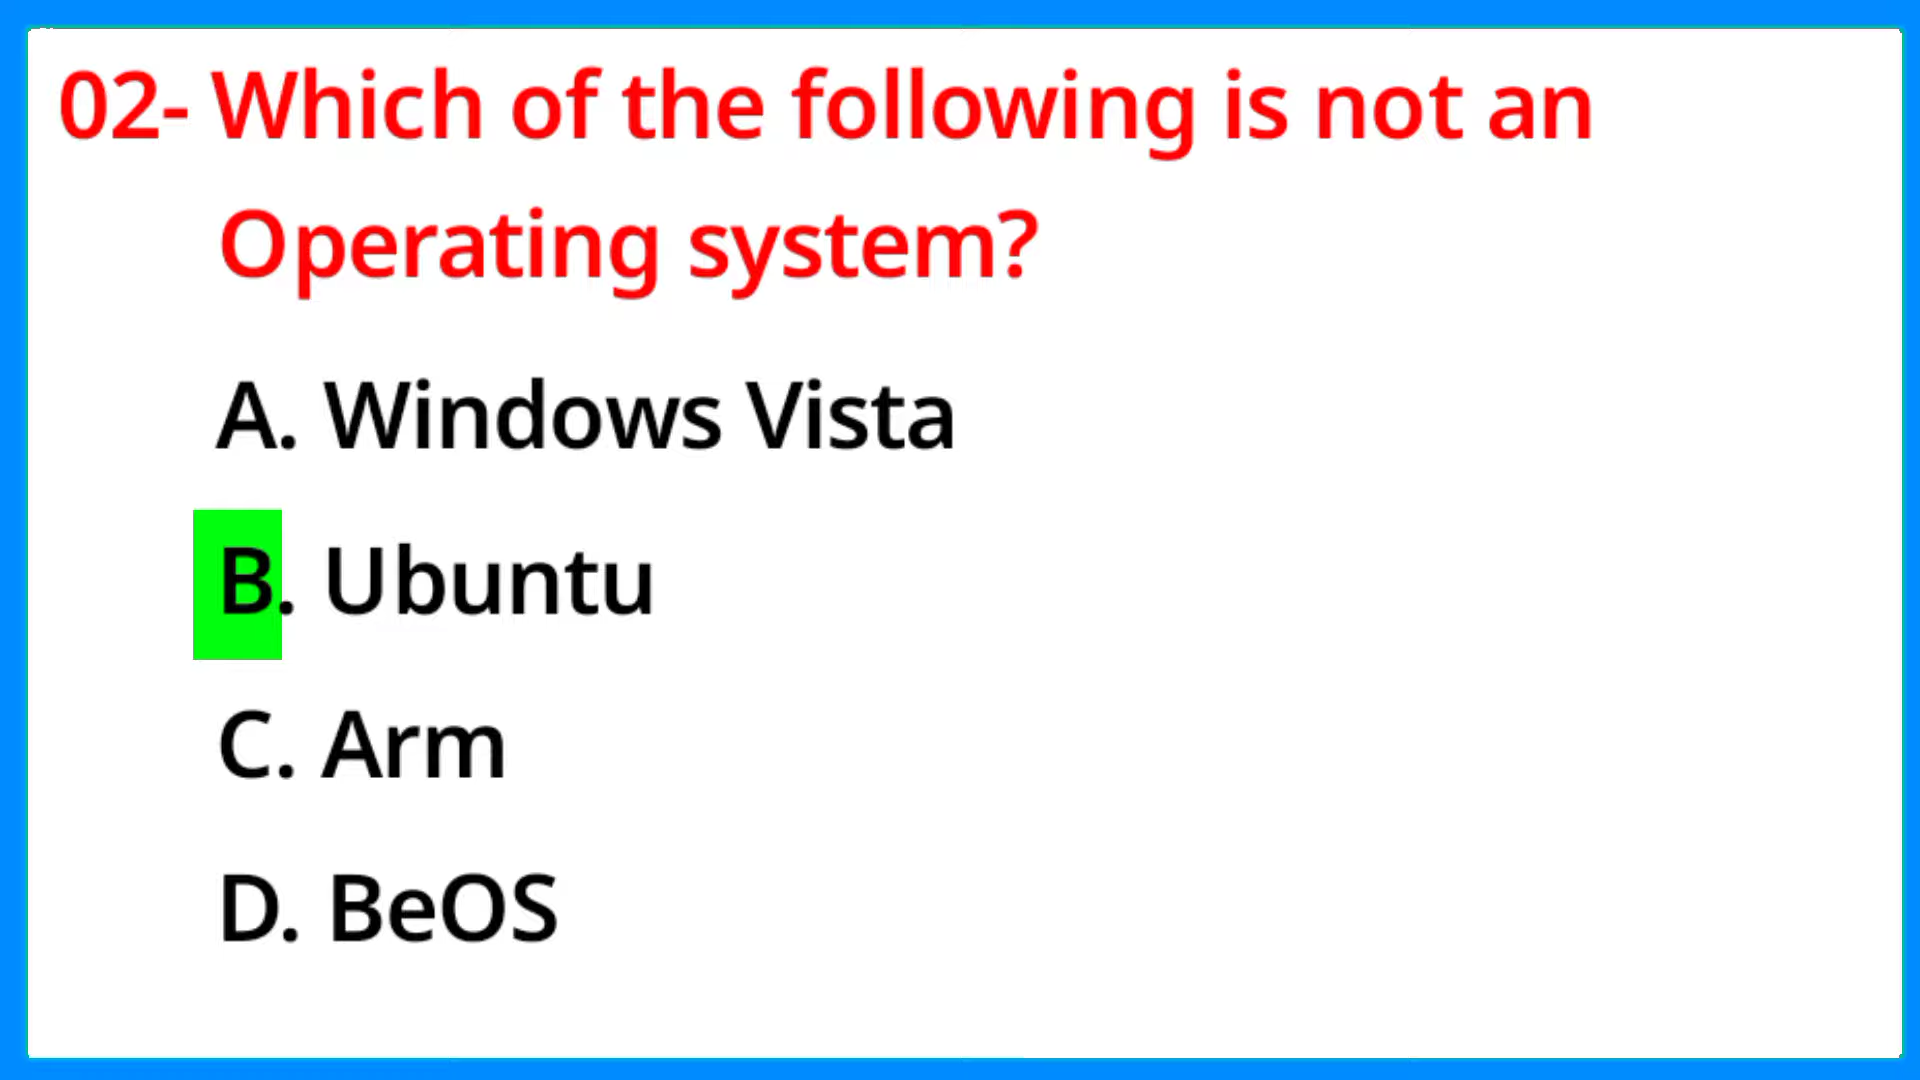 02- Which of the following is not an
Operating system?
A. Windows Vista
B. Ubuntu
C. Arm
D. BeOS